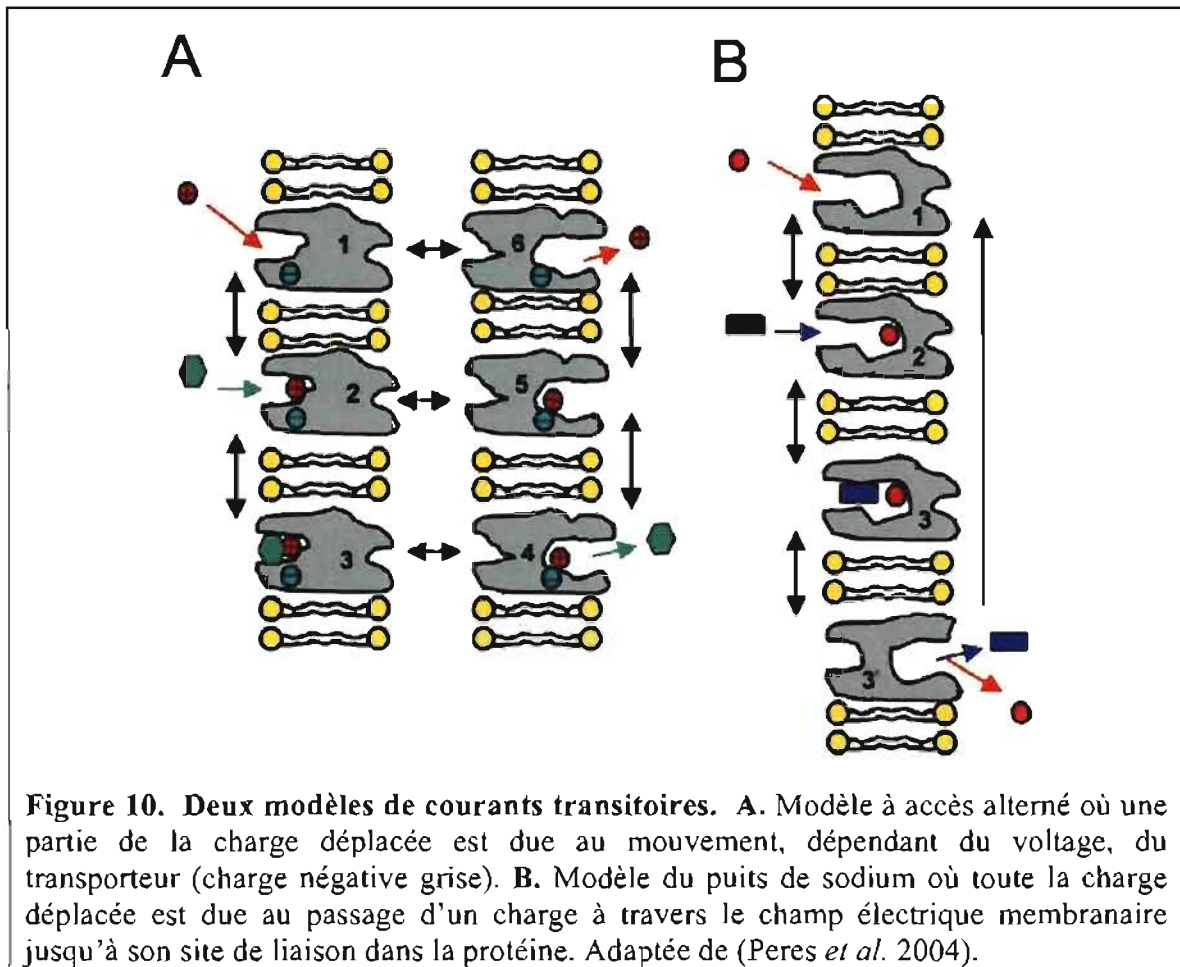 A
B
1
6
1
2
5
2
3
4
3
3'
Figure 10. Deux modèles de courants transitoires. A. Modèle à accès alterné où une
partie de la charge déplacée est due au mouvement, dépendant du voltage, du
transporteur (charge négative grise). B. Modèle du puits de sodium où toute la charge
déplacée est due au passage d'un charge à travers le champ électrique membranaire
jusqu'à son site de liaison dans la protéine. Adaptée de (Peres et al. 2004).